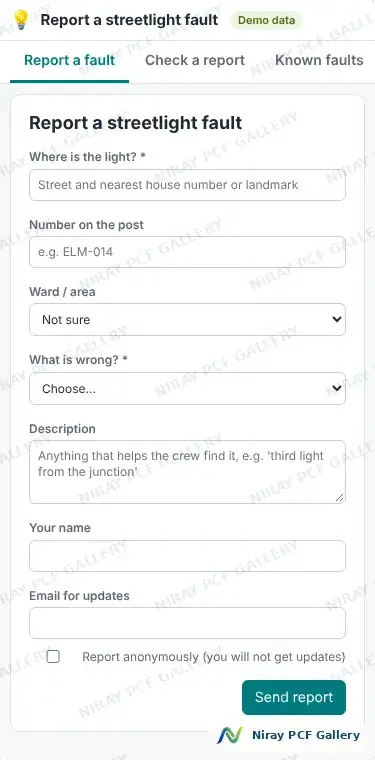 Report a streetlight fault Demo data
Report a fault Check a report Known faults
Report a streetlight fault
Where is the light? *
Street and nearest house number or landmark
Number on the post
e.g. ELM-014
Ward / area
Not sure
What is wrong? *
Choose...
Description
Anything that helps the crew find it, e.g. 'third light
from the junction'
Your name
Email for updates
Report anonymously (you will not get updates)
Send report
Niray PCF Gallery
NIRAY PCF GALLERY